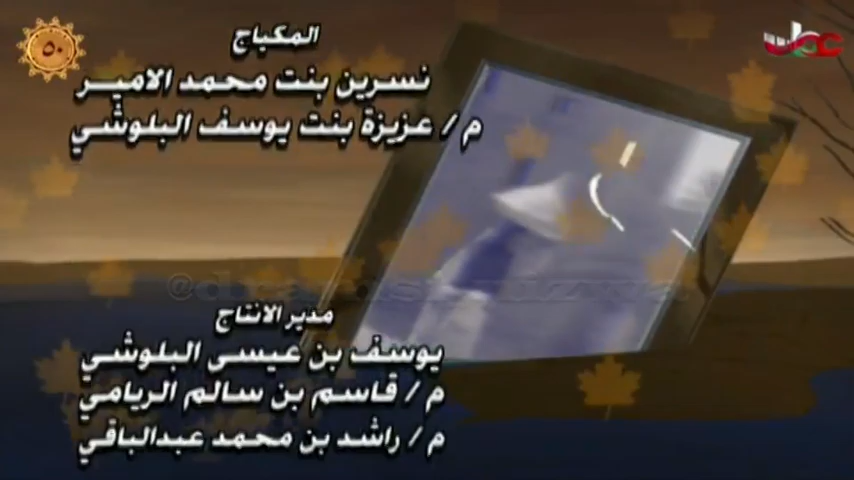 المكياج
نسرين بنت محمد الامير
م / عزيزة بنت يوسف البلوشي
مدير الانتاج
يوسف بن عيسى البلوشي
م / قاسم بن سالم الريامي
م / راشد بن محمد عبدالباقي
٥٠
عمان